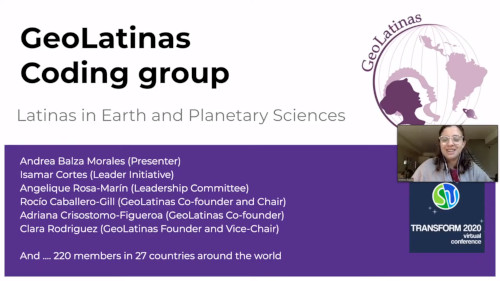 GeoLatinas
Coding group
Latinas in Earth and Planetary Sciences
GeoLatinas
Andrea Balza Morales (Presenter)
Isamar Cortes (Leader Initiative)
Angelique Rosa-Marín (Leadership Committee)
Rocío Caballero-Gill (GeoLatinas Co-founder and Chair)
Adriana Crisostomo-Figueroa (GeoLatinas Co-founder)
Clara Rodriguez (GeoLatinas Founder and Vice-Chair)
And .... 220 members in 27 countries around the world
TRANSFORM 2020
virtual
conference